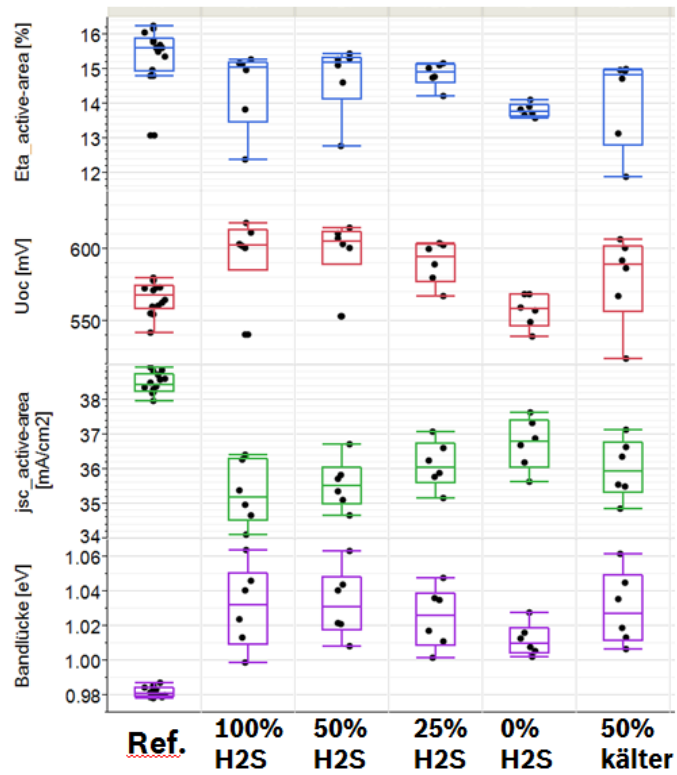 Eta_active-area [%]
16
15
14
13
12
Uoc [mV]
600
550
jsc_active-area
[mA/cm2]
38
37
36
35
34
Bandlücke [eV]
1.06
1.04
1.02
1.00
0.98
Ref.
100%
H2S
50%
H2S
25%
H2S
0%
H2S
50%
kälter